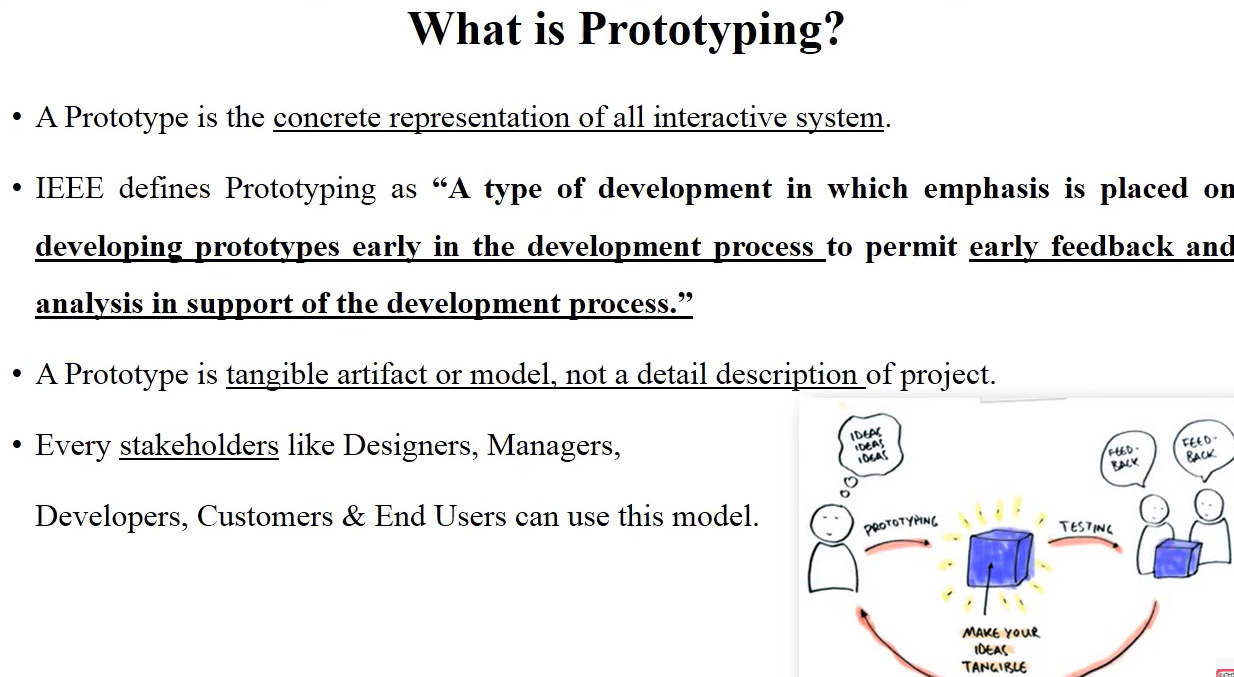 What is Prototyping?
• A Prototype is the concrete representation of all interactive system.
• IEEE defines Prototyping as “A type of development in which emphasis is placed on
developing prototypes early in the development process to permit early feedback and
analysis in support of the development process.”
• A Prototype is tangible artifact or model, not a detail description of project.
• Every stakeholders like Designers, Managers,
Developers, Customers & End Users can use this model.
IDEAS
IDEAS
IDEAS
PROTOTYPING
MAKE YOUR
IDEAS
TANGIBLE
TESTING
FEED-
BACK
FEED-
BACK